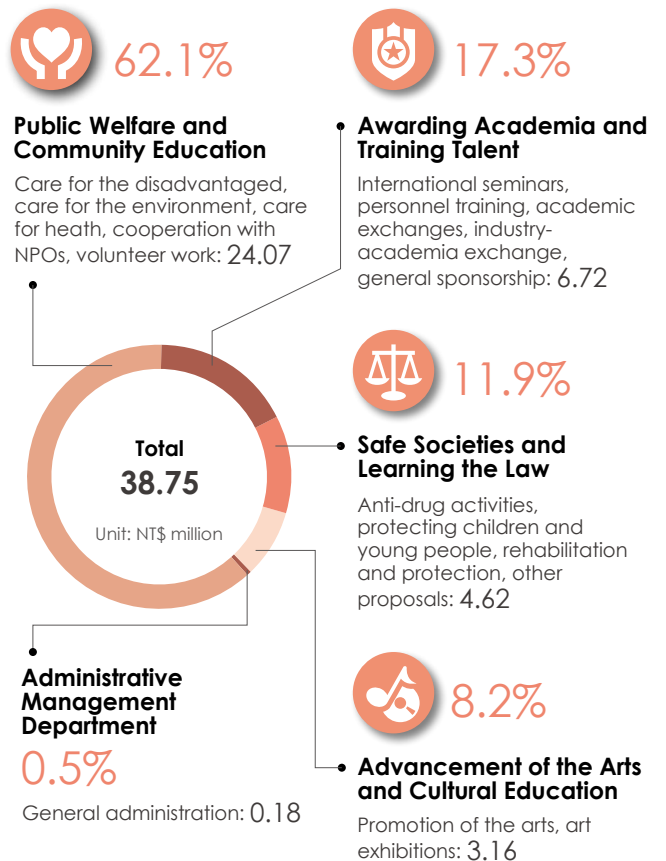 62.1%
Public Welfare and
Community Education
Care for the disadvantaged,
care for the environment, care
for heath, cooperation with
NPOs, volunteer work: 24.07
17.3%
Awarding Academia and
Training Talent
International seminars,
personnel training, academic
exchanges, industry-
academia exchange,
general sponsorship: 6.72
Total
38.75
Unit: NT$ million
11.9%
Safe Societies and
Learning the Law
Anti-drug activities,
protecting children and
young people, rehabilitation
and protection, other
proposals: 4.62
Administrative
Management
Department
0.5%
General administration: 0.18
8.2%
Advancement of the Arts
and Cultural Education
Promotion of the arts, art
exhibitions: 3.16